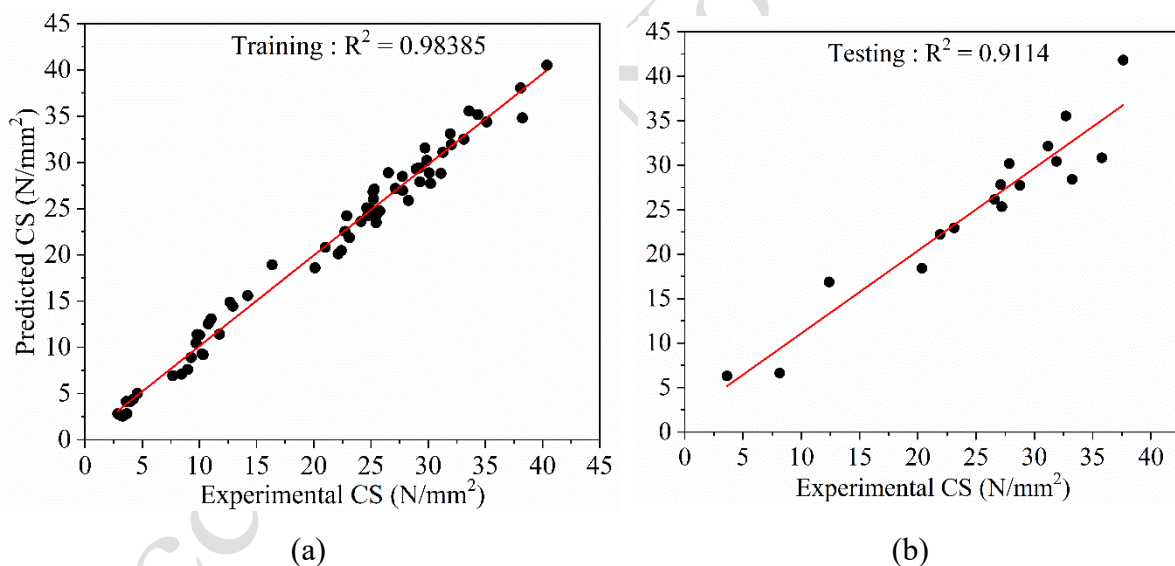 Training : R² = 0.98385
45
40
35
30
25
20
15
10
5
0
Predicted CS (N/mm²)
0 5 10 15 20 25 30 35 40 45
Experimental CS (N/mm²)
(a)
Testing : R² = 0.9114
45
40
35
30
25
20
15
10
5
0
0 5 10 15 20 25 30 35 40
Experimental CS (N/mm²)
(b)